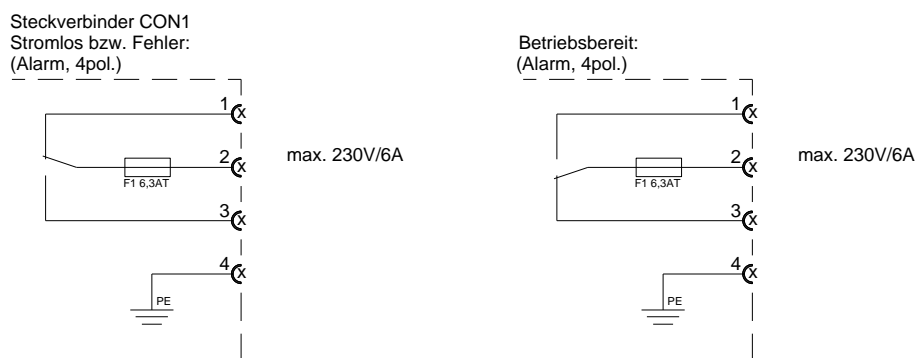 Steckverbinder CON1
Stromlos bzw. Fehler:
(Alarm, 4pol.)
1
X
2
X
max. 230V/6A
F1 6,3AT
3
X
4
X
PE
Betriebsbereit:
(Alarm, 4pol.)
1
X
2
X
max. 230V/6A
F1 6,3AT
3
X
4
X
PE